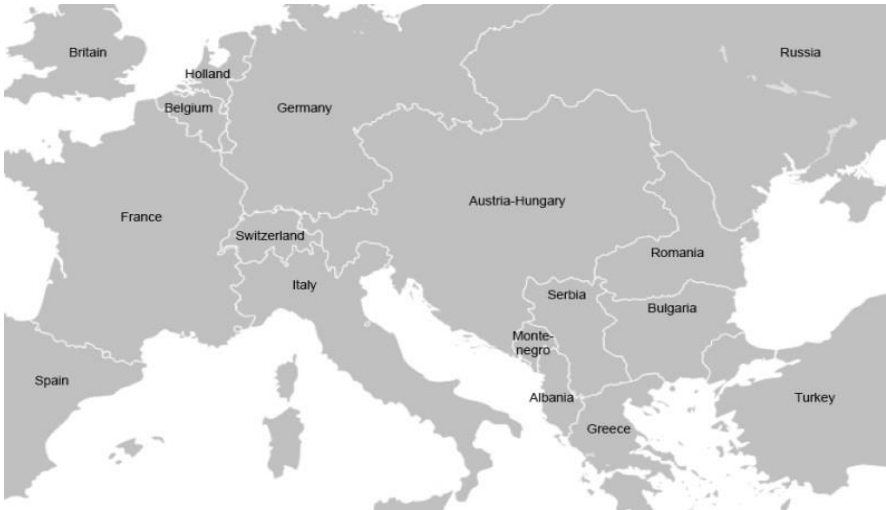 Britain
Russia
Holland
Belgium
Germany
Austria-Hungary
France
Switzerland
Romania
Italy
Serbia
Bulgaria
Monte-
negro
Spain
Albania
Turkey
Greece